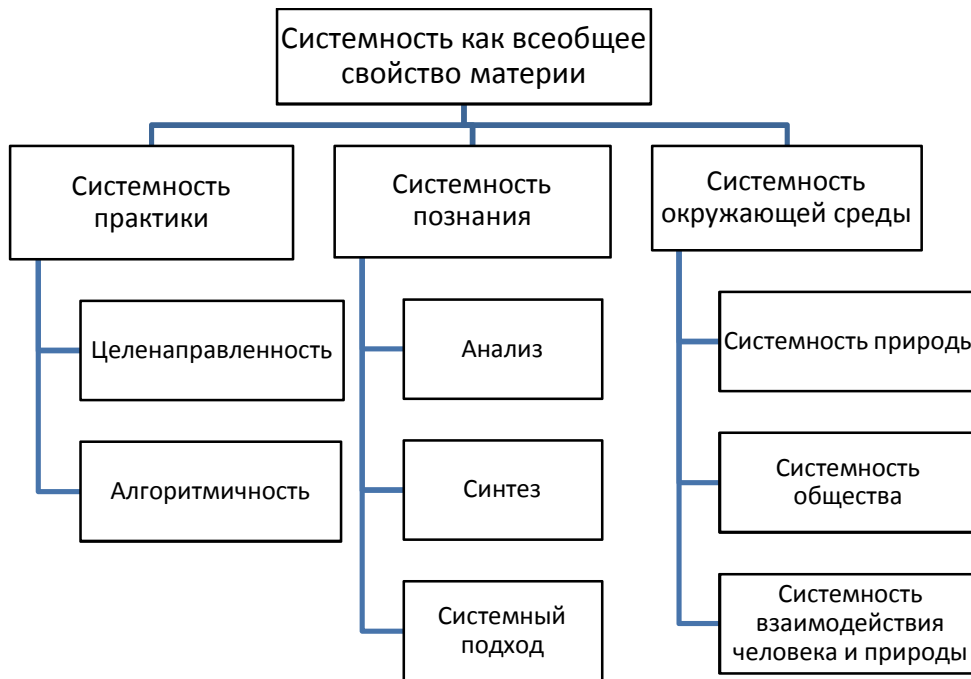 Системность как всеобщее
свойство материи
Системность
практики
Целенаправленность
Алгоритмичность
Системность
познания
Анализ
Синтез
Системный
подход
Системность
окружающей среды
Системность природы
Системность
общества
Системность
взаимодействия
человека и природы